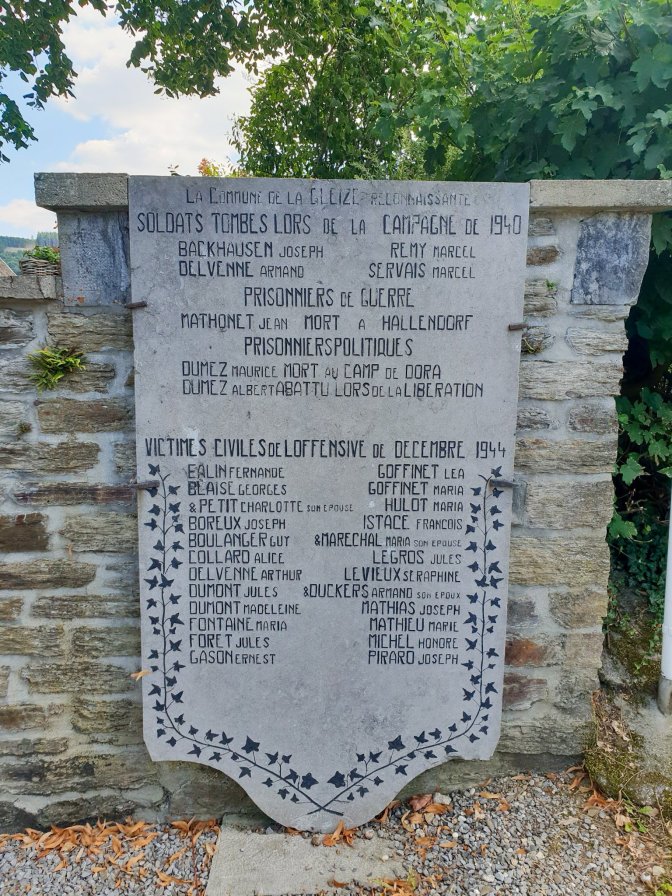 LA COMMUNE DE LA GLEIZE RECONNAISSANTE
SOLDATS TOMBES LORS DE LA CAMPAGNE DE 1940
BACKHAUSEN JOSEPH REMY MARCEL
DELVENNE ARMAND SERVAIS MARCEL
PRISONNIERS DE GUERRE
MATHONET JEAN MORT A HALLENDORF
PRISONNIERS POLITIQUES
DUMEZ MAURICE MORT AU CAMP DE DORA
DUMEZ ALBERT ABATTU LORS DE LA LIBERATION
VICTIMES CIVILES DE LOFFENSIVE DE DECEMBRE 1944
BALIN FERNANDE GOFFINET LEA
BLAISE GEORGES GOFFINET MARIA
& PETIT CHARLOTTE SON EPOUSE HULOT MARIA
BOREUX JOSEPH ISTACE FRANCOIS
BOULANGER GUY & MARECHAL MARIA SON EPOUSE
COLLARD ALICE LEGROS JULES
DELVENNE ARTHUR LEVIEUX SERAPHINE
DUMONT JULES & DUCKERS ARMAND SON EPOUX
DUMONT MADELEINE MATHIAS JOSEPH
FONTAINE MARIA MATHIEU MARIE
FORET JULES MICHEL HONORE
GASON ERNEST PIRARD JOSEPH